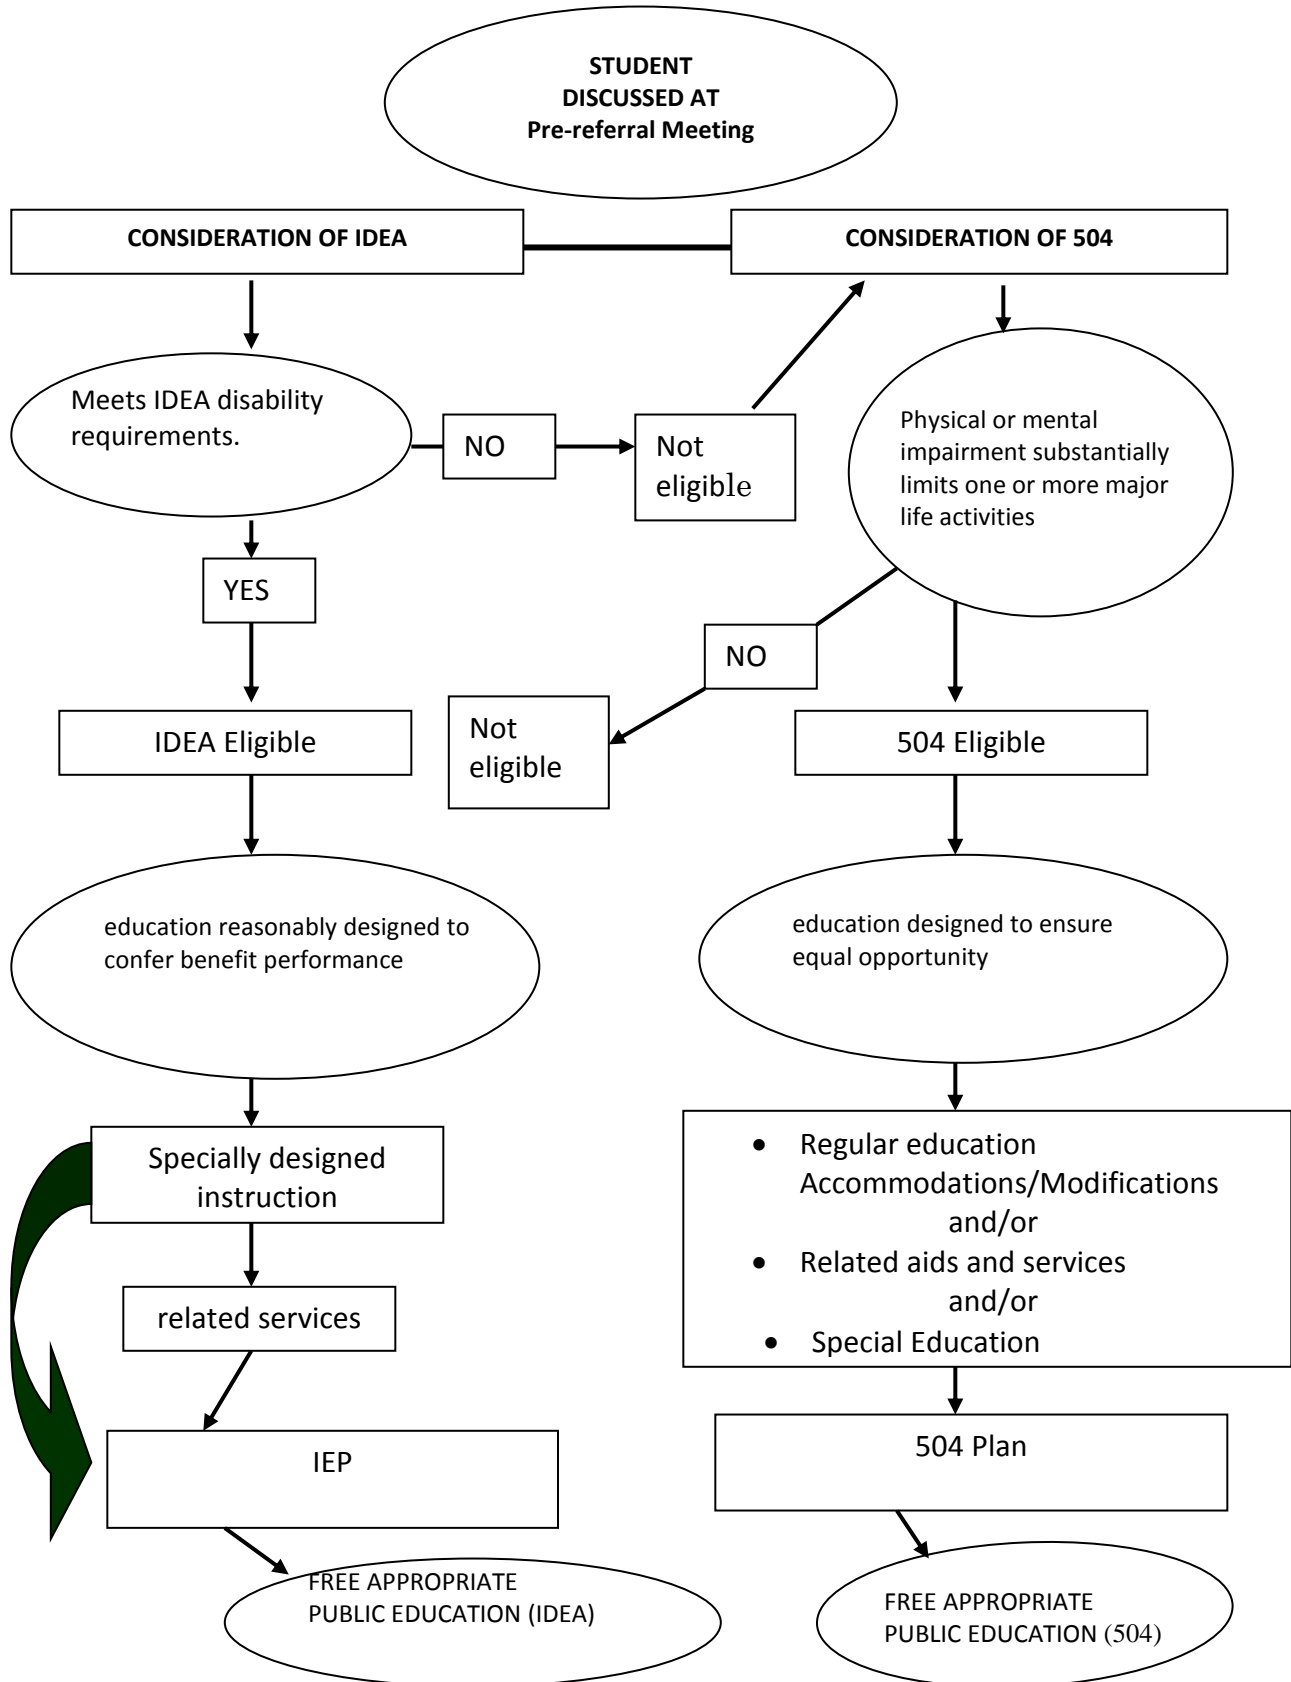 STUDENT
DISCUSSED AT
Pre-referral Meeting
CONSIDERATION OF IDEA
CONSIDERATION OF 504
Meets IDEA disability
requirements.
NO
Not
eligible
Physical or mental
impairment substantially
limits one or more major
life activities
YES
NO
IDEA Eligible
Not
eligible
504 Eligible
education reasonably designed to
confer benefit performance
education designed to ensure
equal opportunity
Specially designed
instruction
• Regular education
Accommodations/Modifications
and/or
• Related aids and services
and/or
• Special Education
related services
IEP
504 Plan
FREE APPROPRIATE
PUBLIC EDUCATION (IDEA)
FREE APPROPRIATE
PUBLIC EDUCATION (504)